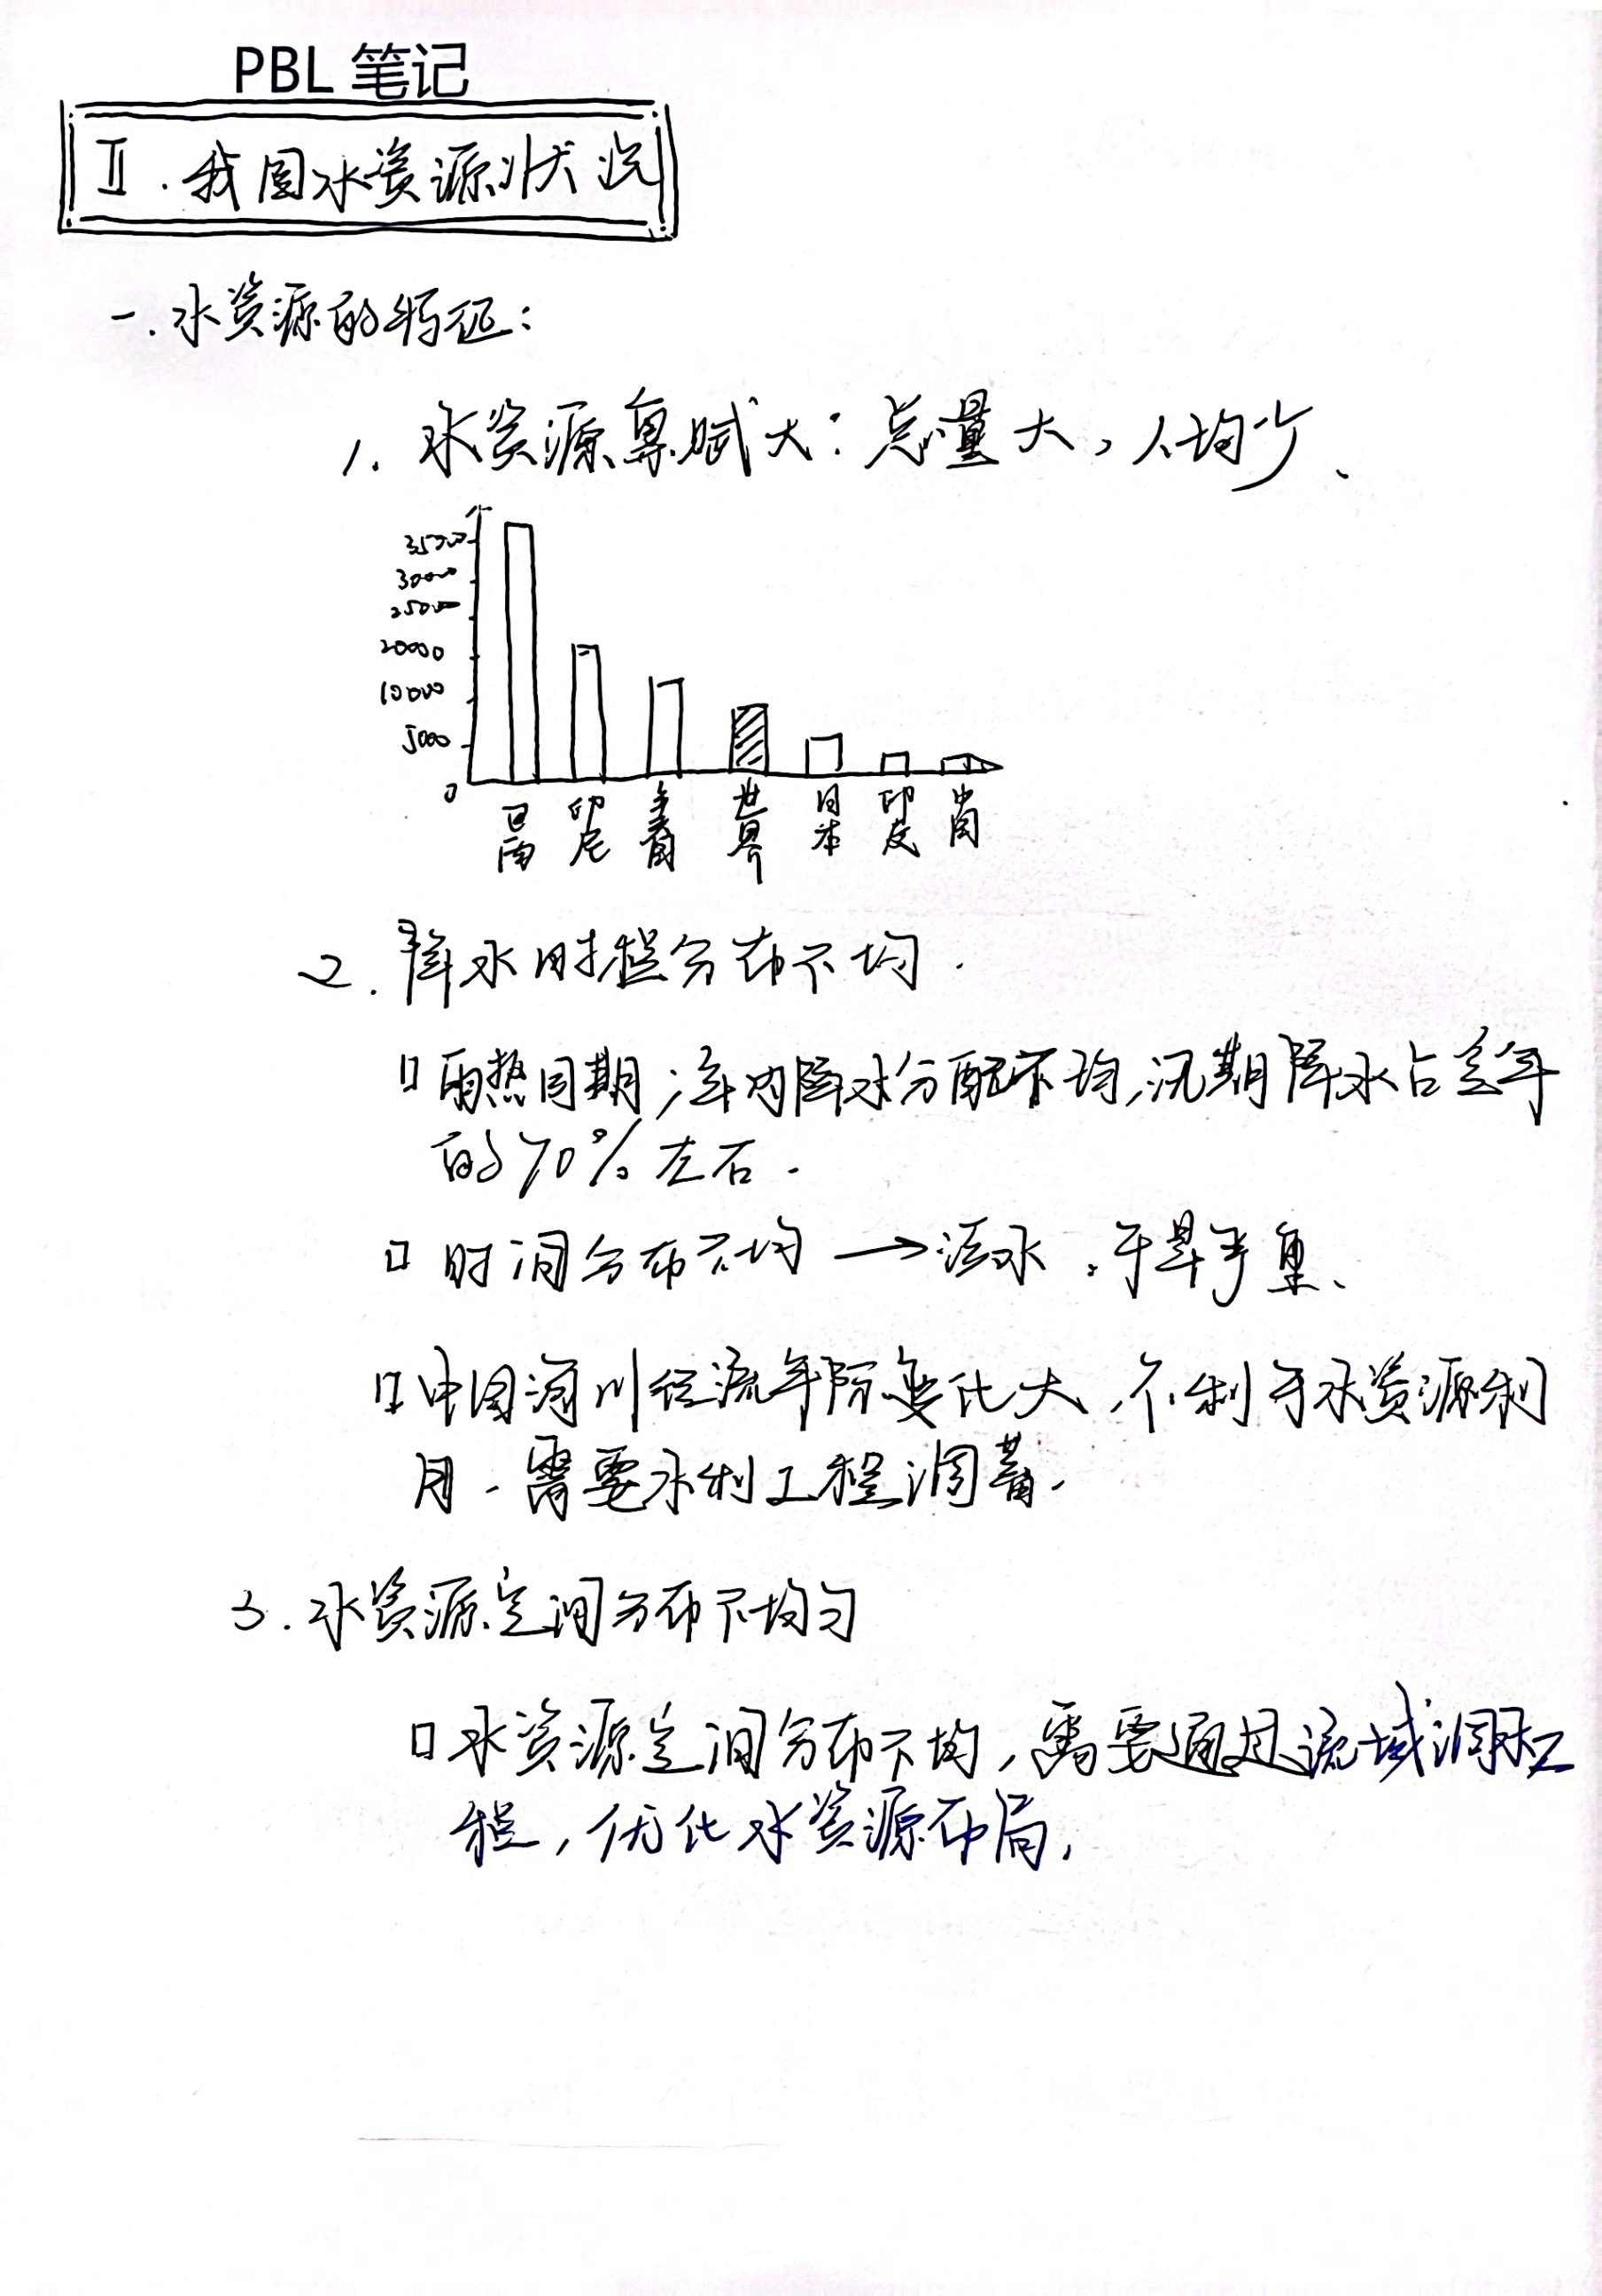 PBL 笔记
II. 我国水资源状况
一. 水资源的特征:
1. 水资源禀赋大: 总量大, 人均少、
35000
30000
25000
20000
10000
5000
0
巴西 印尼 美国 世界 日本 印度 中国
2. 降水时程分布不均.
口 雨热同期, 年内降水分配不均, 汛期降水占全年
的70%左右.
口 时间分布不均 → 洪水、干旱
口 中国河川径流年际变化大, 不利于水资源利
用. 需要水利工程调蓄.
3. 水资源空间分布不均匀
口 水资源空间分布不均, 需要通过流域调水工
程, 优化水资源布局,